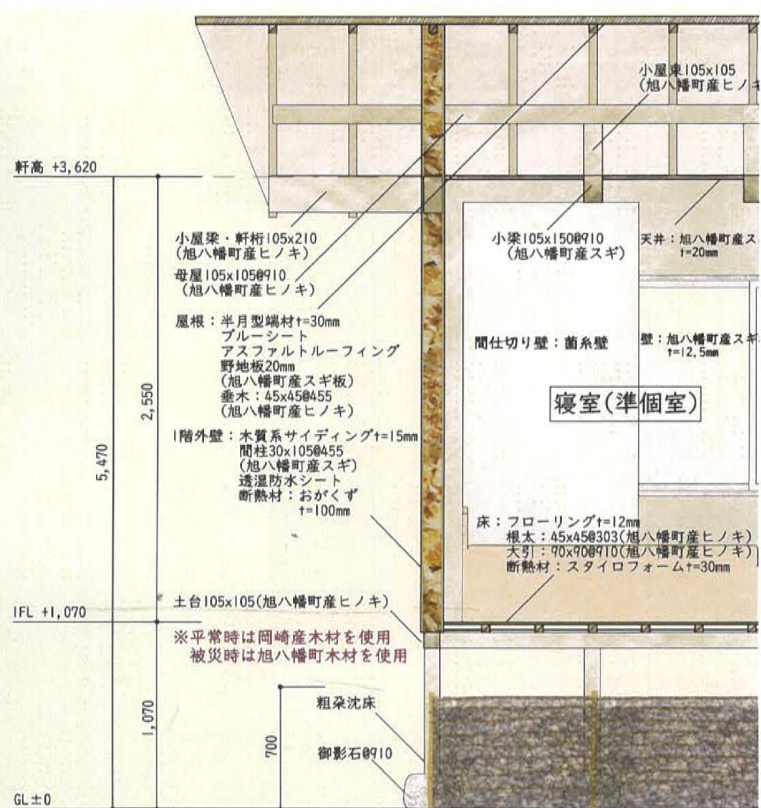 小屋束105x105
(旭八幡町産ヒノキ
軒高 +3,620
小屋梁・軒桁105x210
(旭八幡町産ヒノキ)
母屋105x105@910
(旭八幡町産ヒノキ)
小梁105x150@910
(旭八幡町産スギ)
天井:旭八幡町産ス
t=20mm
屋根:半月型端材t=30mm
ブルーシート
アスファルトルーフィング
野地板20mm
(旭八幡町産スギ板)
垂木:45x45@455
(旭八幡町産ヒノキ)
間仕切り壁:菌糸壁
壁:旭八幡町産スギ
t=12.5mm
寝室(準個室)
2,550
5,470
1階外壁:木質系サイディングt=15mm
間柱30x105@455
(旭八幡町産スギ)
透湿防水シート
断熱材:おがくず
t=100mm
床:フローリングt=12mm
根太:45x45@303(旭八幡町産ヒノキ)
大引:90x90@910(旭八幡町産ヒノキ)
断熱材:スタイロフォームt=30mm
土台105x105(旭八幡町産ヒノキ)
1FL +1,070
※平常時は岡崎産木材を使用
被災時は旭八幡町木材を使用
1,070
700
粗朶沈床
御影石@910
GL±0